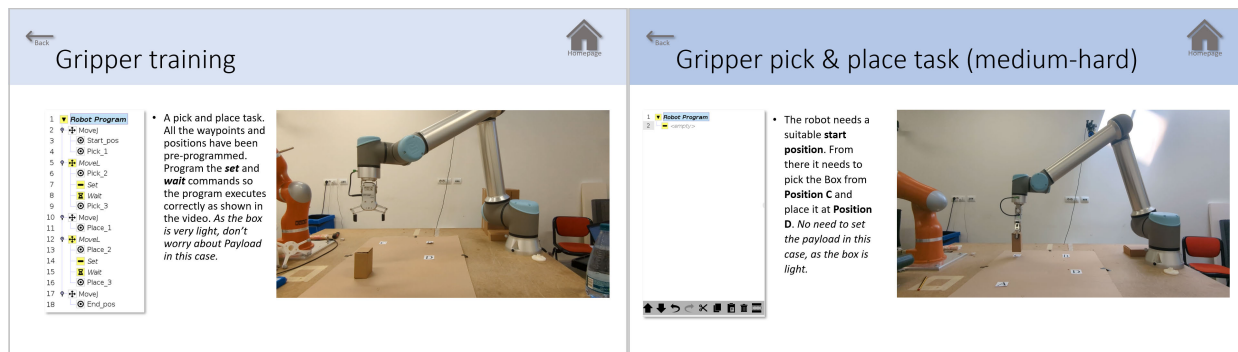 Back
Gripper training
Homepage
1 Robot Program
2 MoveJ
3 Start_pos
4 Pick_1
5 MoveL
6 Pick_2
7 Set
8 Wait
9 Pick_3
10 MoveJ
11 Place_1
12 MoveL
13 Place_2
14 Set
15 Wait
16 Place_3
17 MoveJ
18 End_pos
• A pick and place task.
All the waypoints and
positions have been
pre-programmed.
Program the set and
wait commands so
the program executes
correctly as shown in
the video. As the box
is very light, don't
worry about Payload
in this case.
Back
Gripper pick & place task (medium-hard)
Homepage
1 Robot Program
2 <empty>
• The robot needs a
suitable start
position. From
there it needs to
pick the Box from
Position C and
place it at Position
D. No need to set
the payload in this
case, as the box is
light.